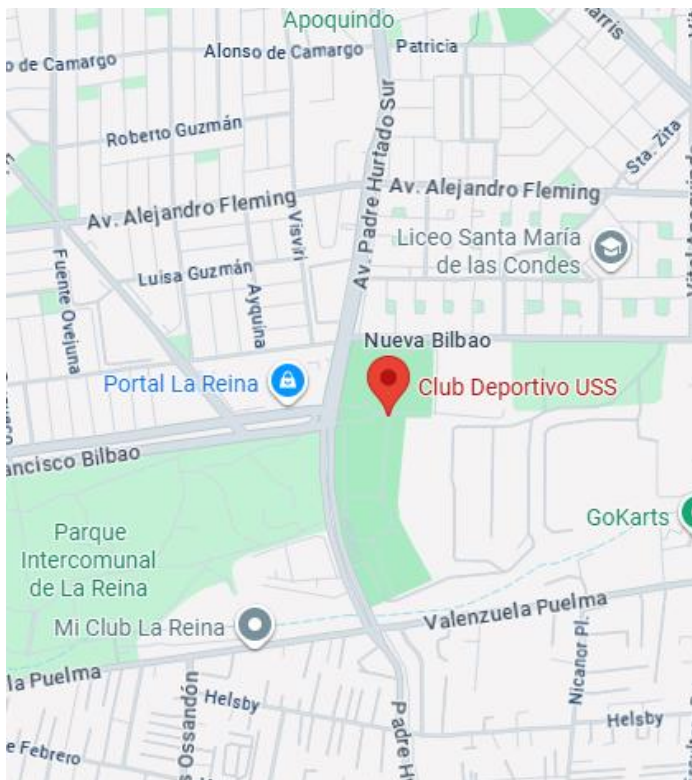 Apoquindo
Alonso de Camargo
Patricia
o de Camargo
Roberto Guzmán
Av. Padre Hurtado Sur
Sta. Zita
Av. Alejandro Fleming
Av. Alejandro Fleming
Visviri
Liceo Santa María
de las Condes
Fuente Ovejuna
Luisa Guzmán
Ayquina
Nueva Bilbao
Portal La Reina
Club Deportivo USS
ancisco Bilbao
GoKarts
Parque
Intercomunal
de La Reina
Valenzuela Puelma
Mi Club La Reina
la Puelma
Nicanor Pl.
Helsby
Helsby
s Ossandón
Padre H
e Febrero